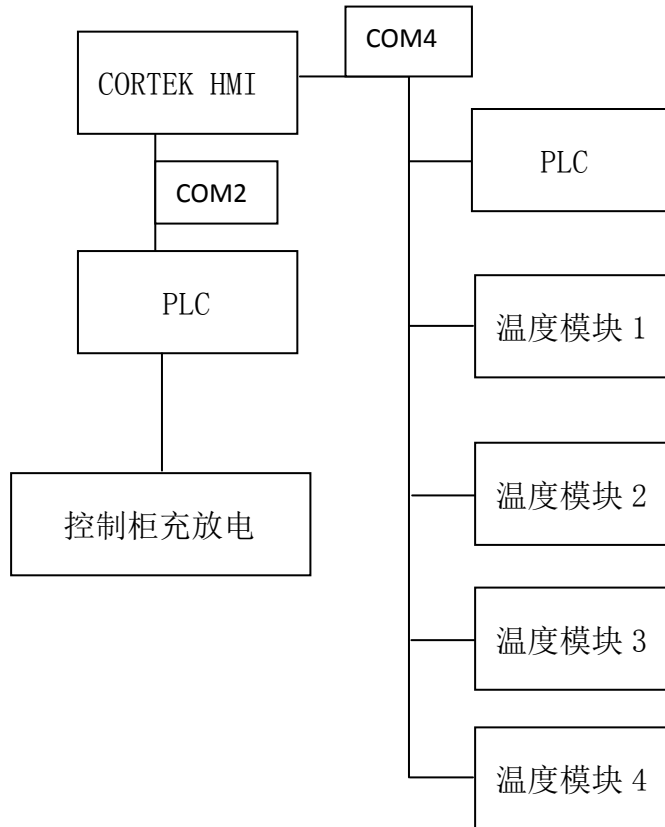 COM4
CORTEK HMI
PLC
COM2
PLC
温度模块 1
温度模块 2
控制柜充放电
温度模块 3
温度模块 4